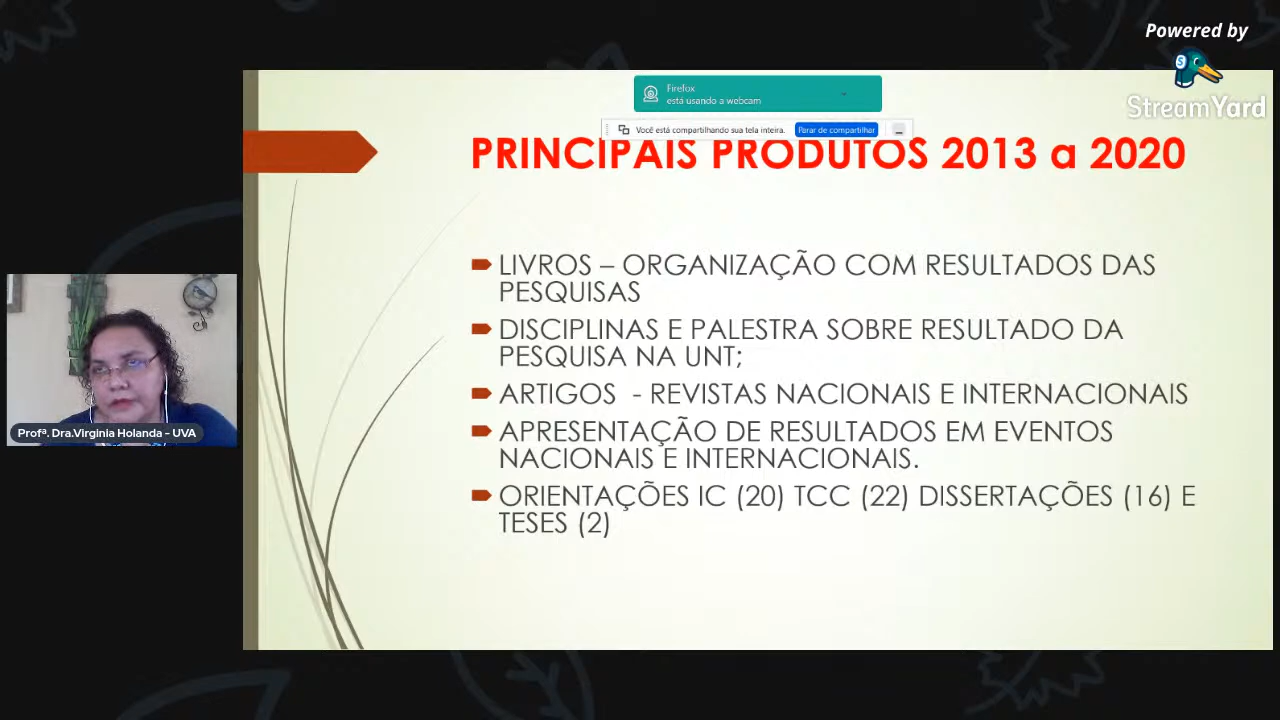 Powered by
StreamYard
Firefox
está usando a webcam
Você está compartilhando sua tela inteira.
Parar de compartilhar
PRINCIPAIS PRODUTOS 2013 a 2020
LIVROS – ORGANIZAÇÃO COM RESULTADOS DAS
PESQUISAS
DISCIPLINAS E PALESTRA SOBRE RESULTADO DA
PESQUISA NA UNT;
ARTIGOS - REVISTAS NACIONAIS E INTERNACIONAIS
APRESENTAÇÃO DE RESULTADOS EM EVENTOS
NACIONAIS E INTERNACIONAIS.
ORIENTAÇÕES IC (20) TCC (22) DISSERTAÇÕES (16) E
TESES (2)
Profª. Dra.Virginia Holanda - UVA